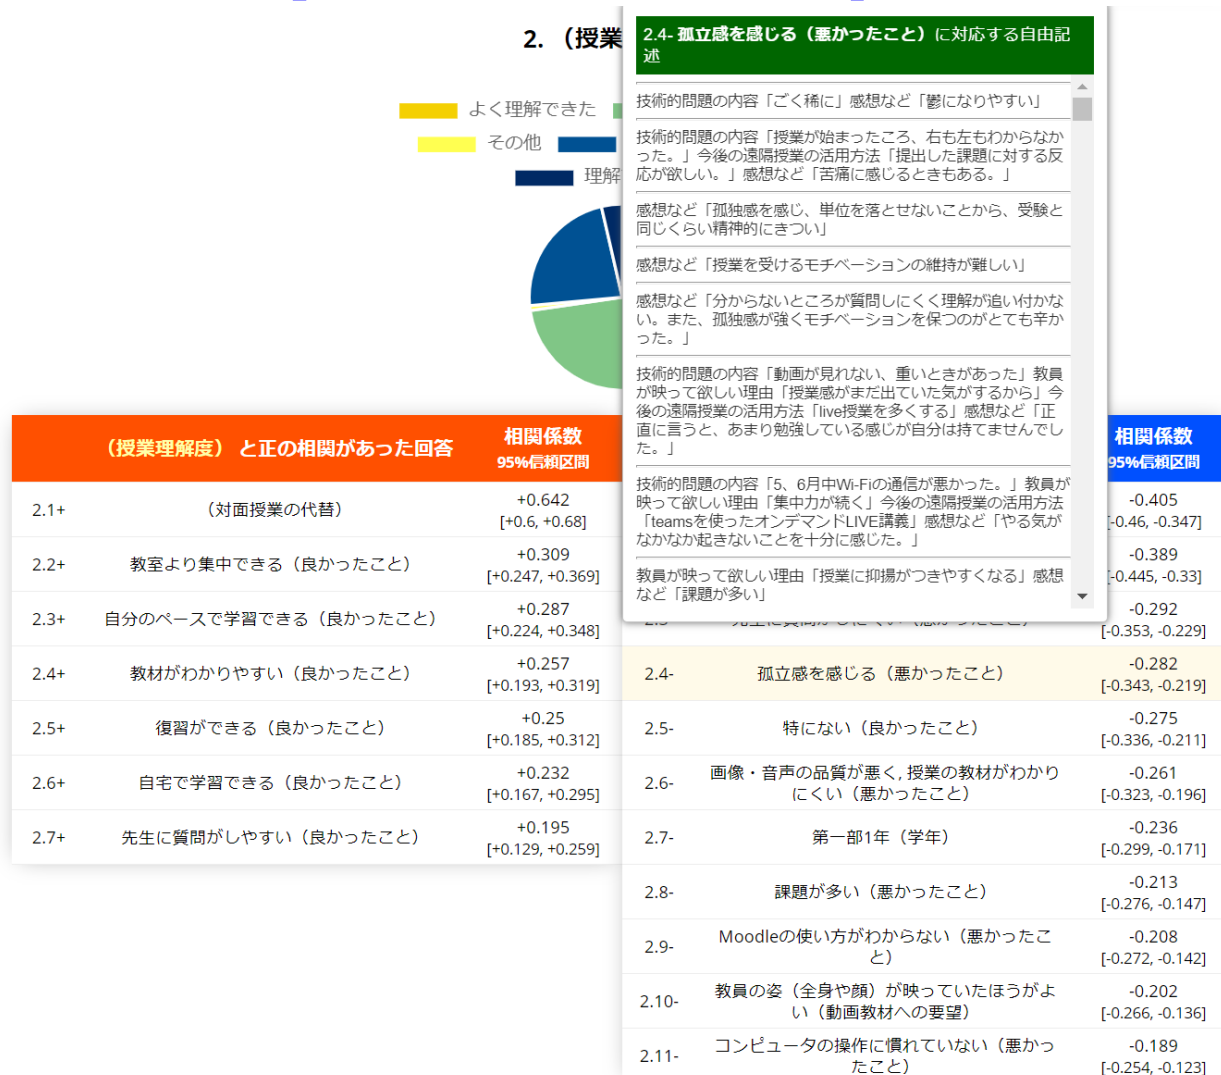 2. （授業
よく理解できた
その他
理解
2.4- 孤立感を感じる（悪かったこと）に対応する自由記
述
技術的問題の内容「ごく稀に」感想など「鬱になりやすい」
技術的問題の内容「授業が始まったころ、右も左もわからなか
った。」今後の遠隔授業の活用方法「提出した課題に対する反
応が欲しい。」感想など「苦痛に感じるときもある。」
感想など「孤独感を感じ、単位を落とせないことから、受験と
同じくらい精神的にきつい」
感想など「授業を受けるモチベーションの維持が難しい」
感想など「分からないところが質問しにくく理解が追い付かな
い。また、孤独感が強くモチベーションを保つのがとても辛か
った。」
技術的問題の内容「動画が見れない、重いときがあった」教員
が映って欲しい理由「授業感がまだ出ていた気がするから」今
後の遠隔授業の活用方法「live授業を多くする」感想など「正
直に言うと、あまり勉強している感じが自分は持てませんでし
た。」
技術的問題の内容「5、6月中Wi-Fiの通信が悪かった。」教員が
映って欲しい理由「集中力が続く」今後の遠隔授業の活用方法
「teamsを使ったオンデマンドLIVE講義」感想など「やる気が
なかなか起きないことを十分に感じた。」
教員が映って欲しい理由「授業に抑揚がつきやすくなる」感想
など「課題が多い」
（授業理解度） と正の相関があった回答 相関係数
95%信頼区間
2.1+ （対面授業の代替） +0.642
[+0.6, +0.68]
2.2+ 教室より集中できる（良かったこと） +0.309
[+0.247, +0.369]
2.3+ 自分のペースで学習できる（良かったこと） +0.287
[+0.224, +0.348]
2.4+ 教材がわかりやすい（良かったこと） +0.257
[+0.193, +0.319]
2.5+ 復習ができる（良かったこと） +0.25
[+0.185, +0.312]
2.6+ 自宅で学習できる（良かったこと） +0.232
[+0.167, +0.295]
2.7+ 先生に質問がしやすい（良かったこと） +0.195
[+0.129, +0.259]
相関係数
95%信頼区間
-0.405
[-0.46, -0.347]
-0.389
[-0.445, -0.33]
-0.292
[-0.353, -0.229]
2.4- 孤立感を感じる（悪かったこと） -0.282
[-0.343, -0.219]
2.5- 特にない（良かったこと） -0.275
[-0.336, -0.211]
2.6- 画像・音声の品質が悪く, 授業の教材がわかり
にくい（悪かったこと） -0.261
[-0.323, -0.196]
2.7- 第一部1年（学年） -0.236
[-0.299, -0.171]
2.8- 課題が多い（悪かったこと） -0.213
[-0.276, -0.147]
2.9- Moodleの使い方がわからない（悪かったこ
と） -0.208
[-0.272, -0.142]
2.10- 教員の姿（全身や顔）が映っていたほうがよ
い（動画教材への要望） -0.202
[-0.266, -0.136]
2.11- コンピュータの操作に慣れていない（悪かっ
たこと） -0.189
[-0.254, -0.123]